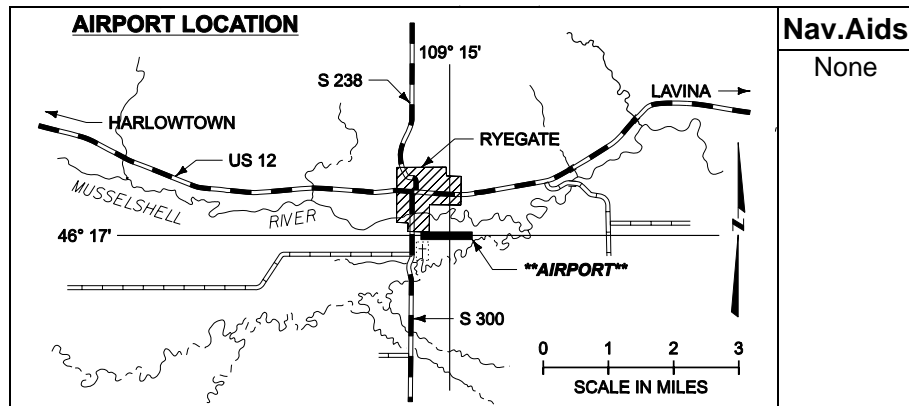 AIRPORT LOCATION
Nav.Aids
None
109° 15'
S 238
LAVINA
HARLOWTOWN
RYEGATE
US 12
MUSSELSHELL
RIVER
46° 17'
**AIRPORT**
N
S 300
0 1 2 3
SCALE IN MILES